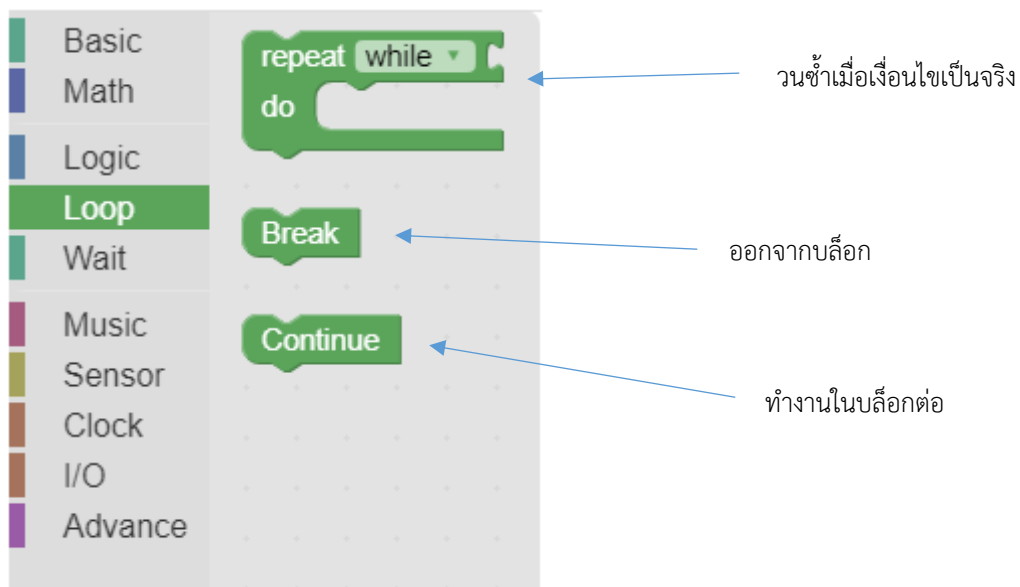 Basic
Math
Logic
Loop
Wait
Music
Sensor
Clock
I/O
Advance
repeat while
do
Break
Continue
วนซ้ำเมื่อเงื่อนไขเป็นจริง
ออกจากบล็อก
ทำงานในบล็อกต่อ